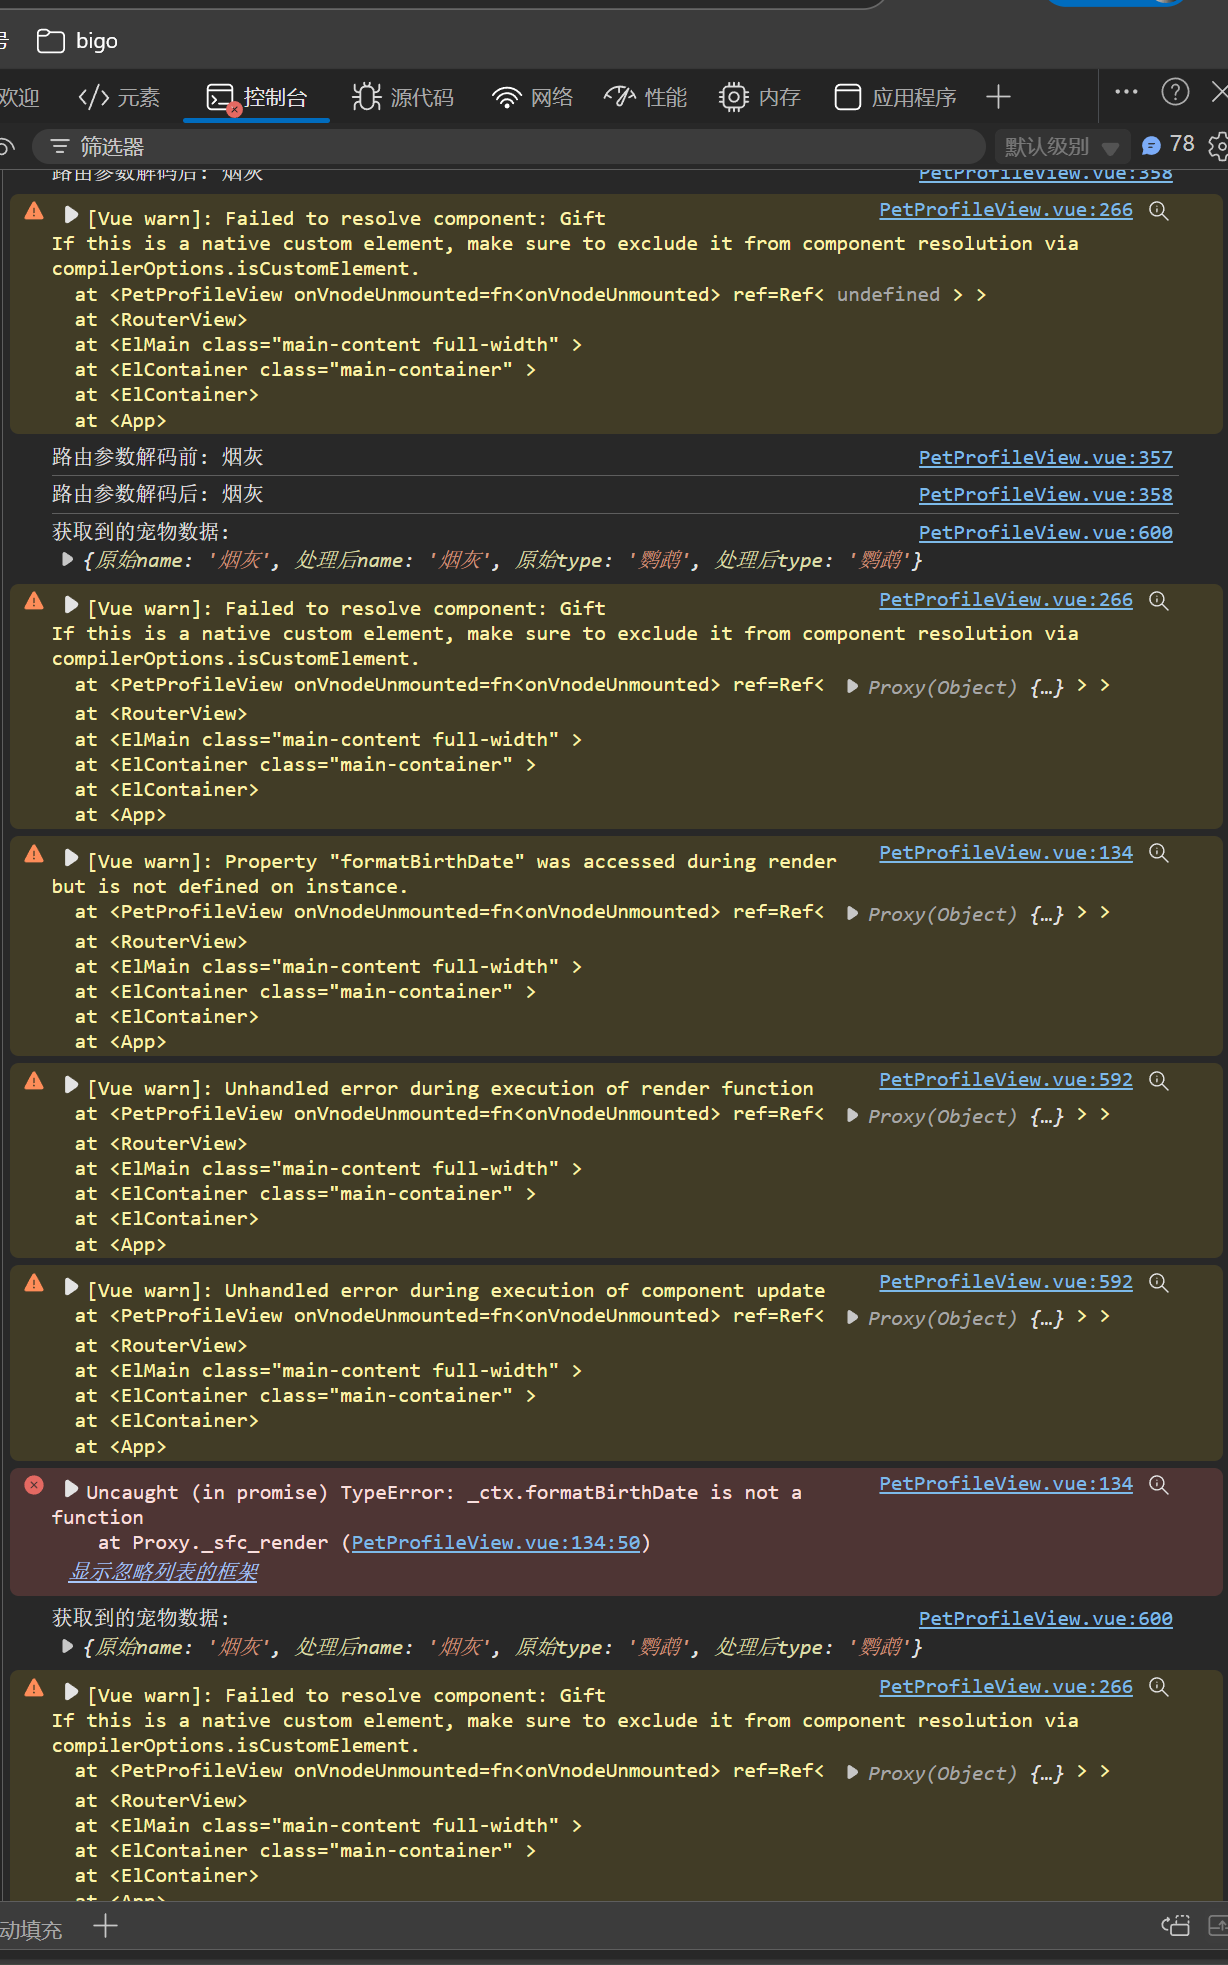 号 bigo
欢迎 元素 控制台 源代码 网络 性能 内存 应用程序
筛选器 默认级别 78
路由参数解码后: 烟灰 PetProfileView.vue:358
[Vue warn]: Failed to resolve component: Gift PetProfileView.vue:266
If this is a native custom element, make sure to exclude it from component resolution via
compilerOptions.isCustomElement.
at <PetProfileView onVnodeUnmounted=fn<onVnodeUnmounted> ref=Ref< undefined > >
at <RouterView>
at <ElMain class="main-content full-width" >
at <ElContainer class="main-container" >
at <ElContainer>
at <App>
路由参数解码前: 烟灰 PetProfileView.vue:357
路由参数解码后: 烟灰 PetProfileView.vue:358
获取到的宠物数据: PetProfileView.vue:600
{原始name: '烟灰', 处理后name: '烟灰', 原始type: '鹦鹉', 处理后type: '鹦鹉'}
[Vue warn]: Failed to resolve component: Gift PetProfileView.vue:266
If this is a native custom element, make sure to exclude it from component resolution via
compilerOptions.isCustomElement.
at <PetProfileView onVnodeUnmounted=fn<onVnodeUnmounted> ref=Ref< Proxy(Object) {…} > >
at <RouterView>
at <ElMain class="main-content full-width" >
at <ElContainer class="main-container" >
at <ElContainer>
at <App>
[Vue warn]: Property "formatBirthDate" was accessed during render PetProfileView.vue:134
but is not defined on instance.
at <PetProfileView onVnodeUnmounted=fn<onVnodeUnmounted> ref=Ref< Proxy(Object) {…} > >
at <RouterView>
at <ElMain class="main-content full-width" >
at <ElContainer class="main-container" >
at <ElContainer>
at <App>
[Vue warn]: Unhandled error during execution of render function PetProfileView.vue:592
at <PetProfileView onVnodeUnmounted=fn<onVnodeUnmounted> ref=Ref< Proxy(Object) {…} > >
at <RouterView>
at <ElMain class="main-content full-width" >
at <ElContainer class="main-container" >
at <ElContainer>
at <App>
[Vue warn]: Unhandled error during execution of component update PetProfileView.vue:592
at <PetProfileView onVnodeUnmounted=fn<onVnodeUnmounted> ref=Ref< Proxy(Object) {…} > >
at <RouterView>
at <ElMain class="main-content full-width" >
at <ElContainer class="main-container" >
at <ElContainer>
at <App>
Uncaught (in promise) TypeError: _ctx.formatBirthDate is not a PetProfileView.vue:134
function
at Proxy._sfc_render (PetProfileView.vue:134:50)
显示忽略列表的框架
获取到的宠物数据: PetProfileView.vue:600
{原始name: '烟灰', 处理后name: '烟灰', 原始type: '鹦鹉', 处理后type: '鹦鹉'}
[Vue warn]: Failed to resolve component: Gift PetProfileView.vue:266
If this is a native custom element, make sure to exclude it from component resolution via
compilerOptions.isCustomElement.
at <PetProfileView onVnodeUnmounted=fn<onVnodeUnmounted> ref=Ref< Proxy(Object) {…} > >
at <RouterView>
at <ElMain class="main-content full-width" >
at <ElContainer class="main-container" >
at <ElContainer>
at <App>
动填充